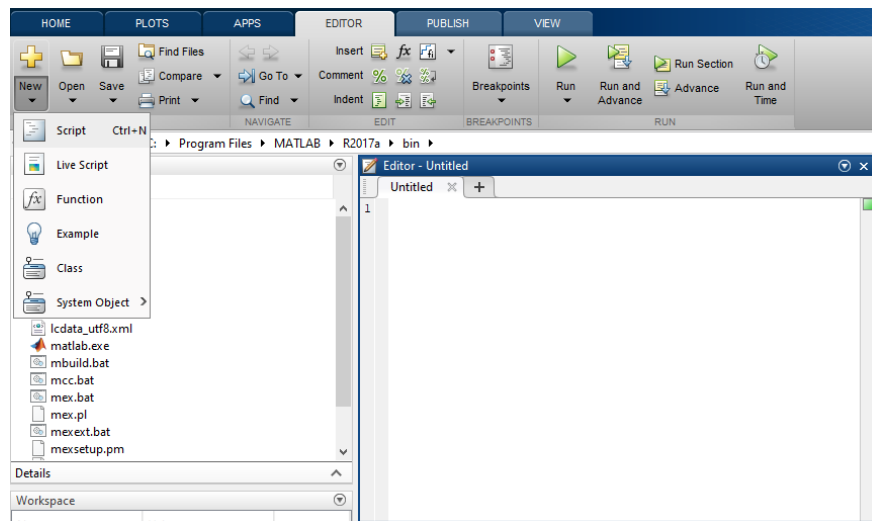 HOME PLOTS APPS EDITOR PUBLISH VIEW
New Open Save
Find Files
Compare
Print
Go To
Find
Insert fx
Comment
Indent
Breakpoints
Run
Run and Advance
Run Section
Advance
Run and Time
NAVIGATE EDIT BREAKPOINTS RUN
Script Ctrl+N
Live Script
fx Function
Example
Class
System Object
C: Program Files MATLAB R2017a bin
Editor - Untitled
Untitled +
1
lcdata_utf8.xml
matlab.exe
mbuild.bat
mcc.bat
mex.bat
mex.pl
mexext.bat
mexsetup.pm
Details
Workspace